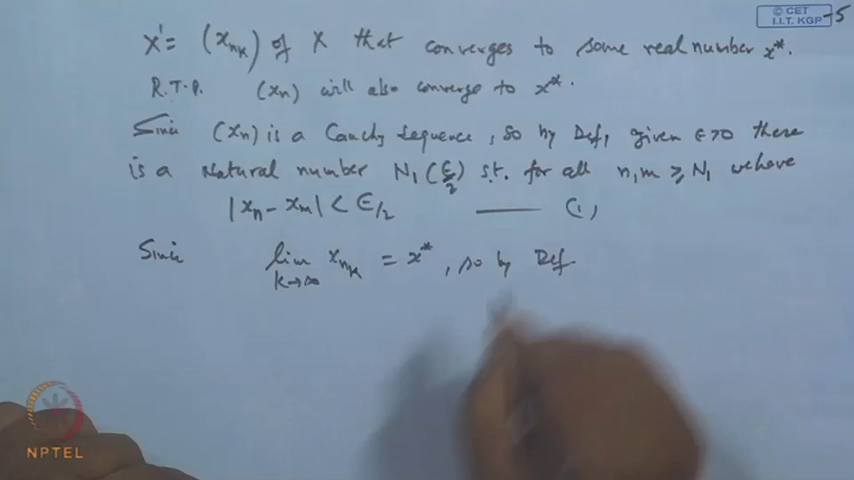 © CET
I.I.T. KGP
-5
X' = (x_{n_k}) of X that converges to some real number x*.
R.T.P. (x_n) will also converge to x*.
Since (x_n) is a Cauchy sequence, so by Def, given ε>0 there
is a Natural number N_1(ε/2) s.t. for all n,m ≥ N_1 we have
|x_n - x_m| < ε/2 —— (1)
Since lim_{k→∞} x_{n_k} = x*, so by Def
NPTEL